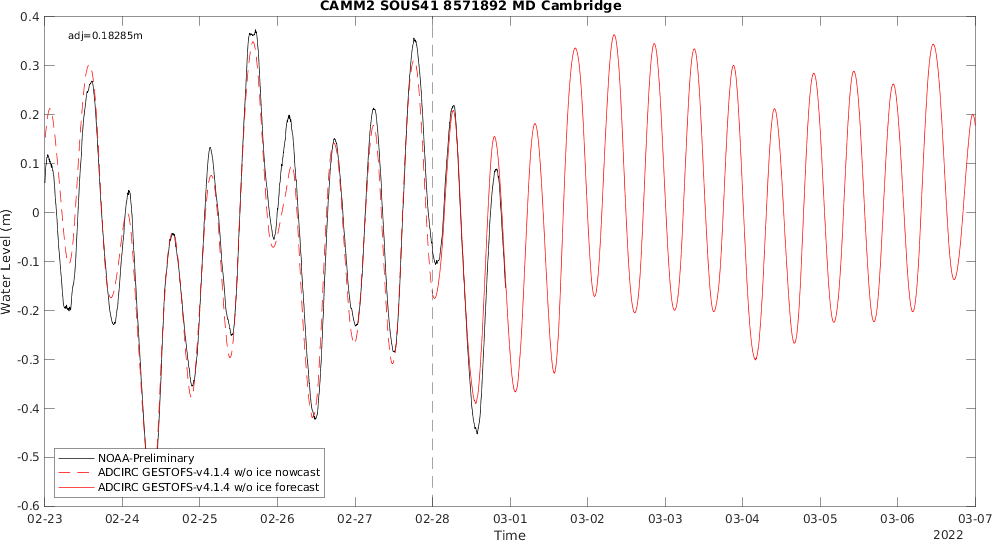 CAMM2 SOUS41 8571892 MD Cambridge
adj=0.18285m
0.4
0.3
0.2
0.1
0
-0.1
-0.2
-0.3
-0.4
-0.5
-0.6
Water Level (m)
NOAA-Preliminary
ADCIRC GESTOFS-v4.1.4 w/o ice nowcast
ADCIRC GESTOFS-v4.1.4 w/o ice forecast
02-23 02-24 02-25 02-26 02-27 02-28 03-01 03-02 03-03 03-04 03-05 03-06 03-07
Time
2022